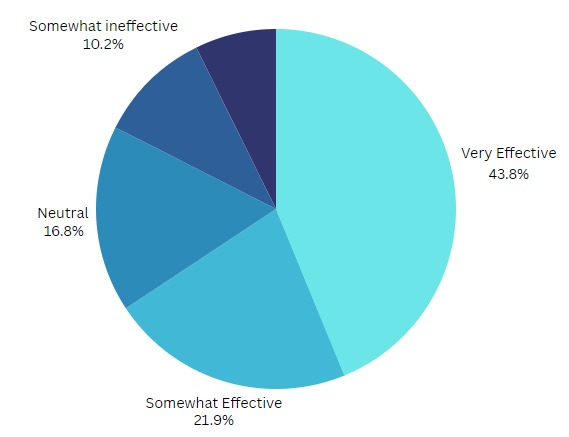 Somewhat ineffective
10.2%
Very Effective
43.8%
Neutral
16.8%
Somewhat Effective
21.9%